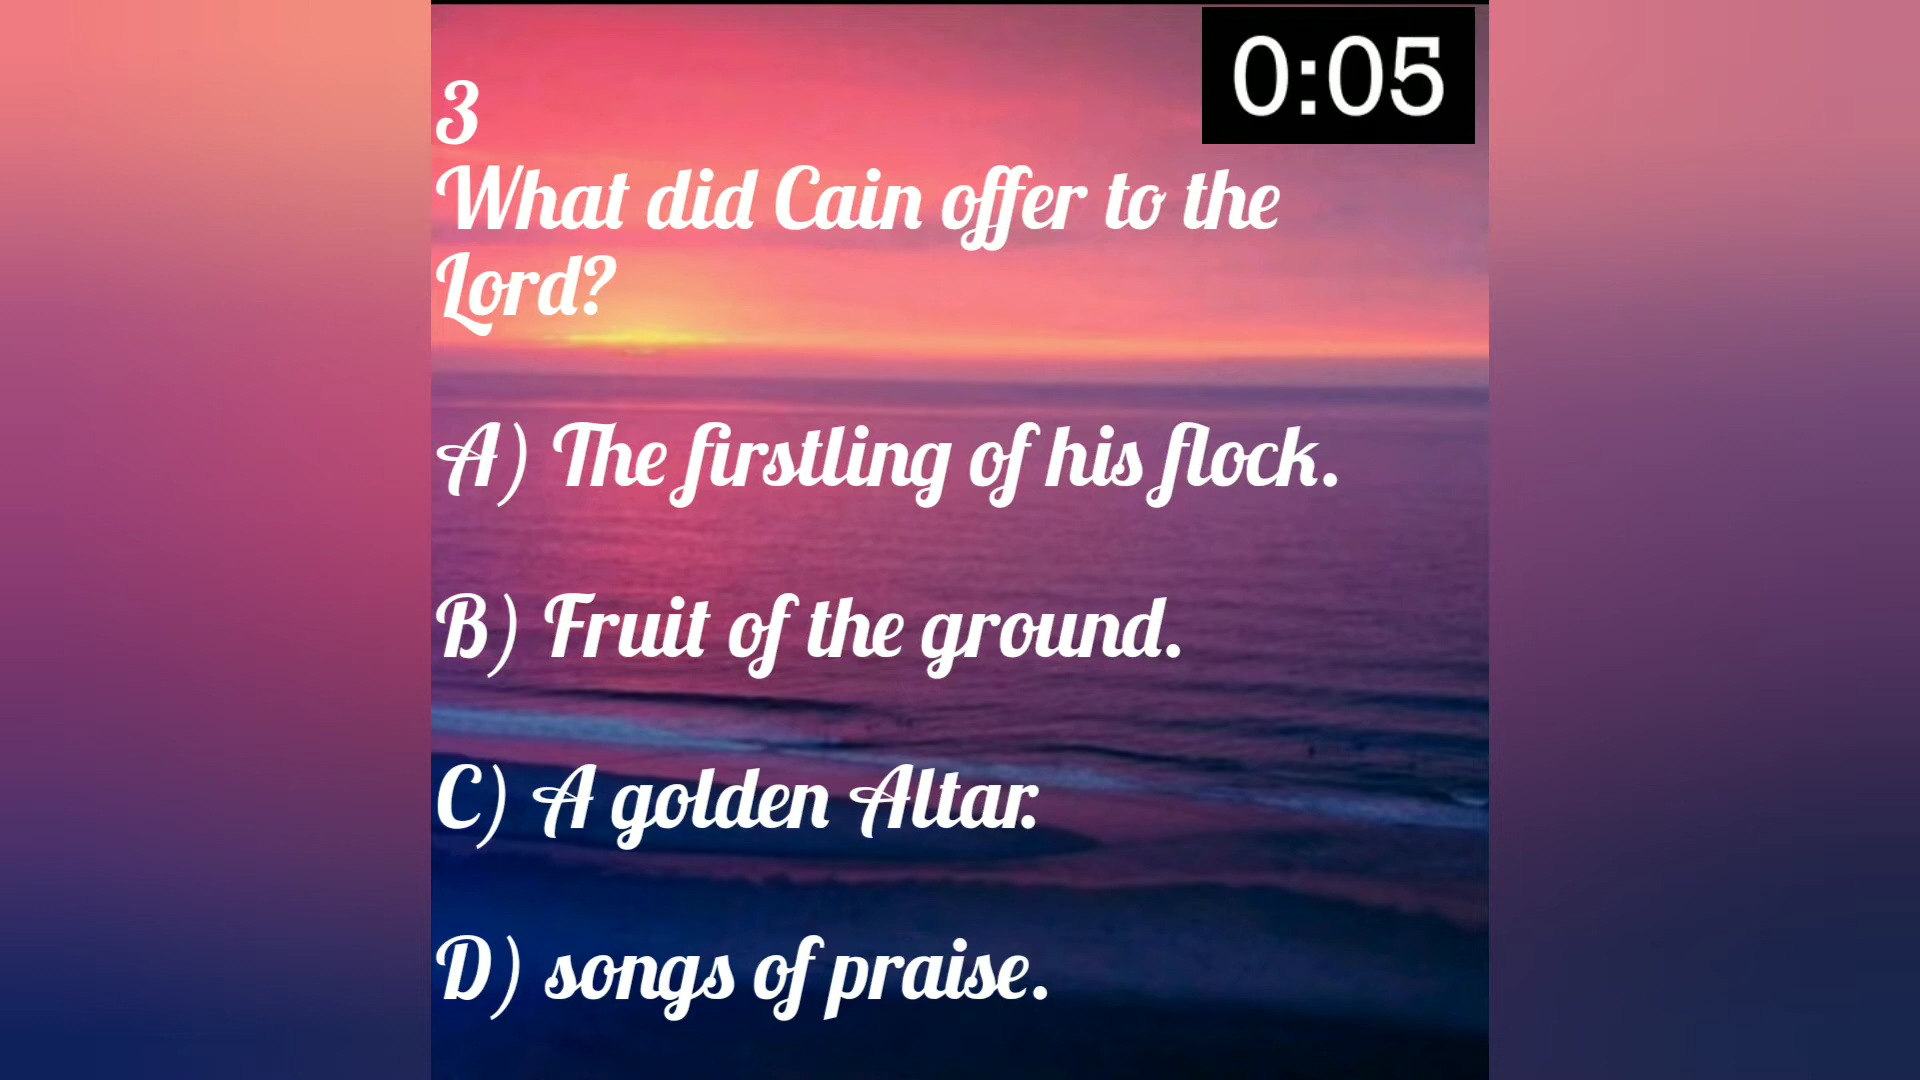 0:05
3
What did Cain offer to the
Lord?
A) The firstling of his flock.
B) Fruit of the ground.
C) A golden Altar.
D) songs of praise.